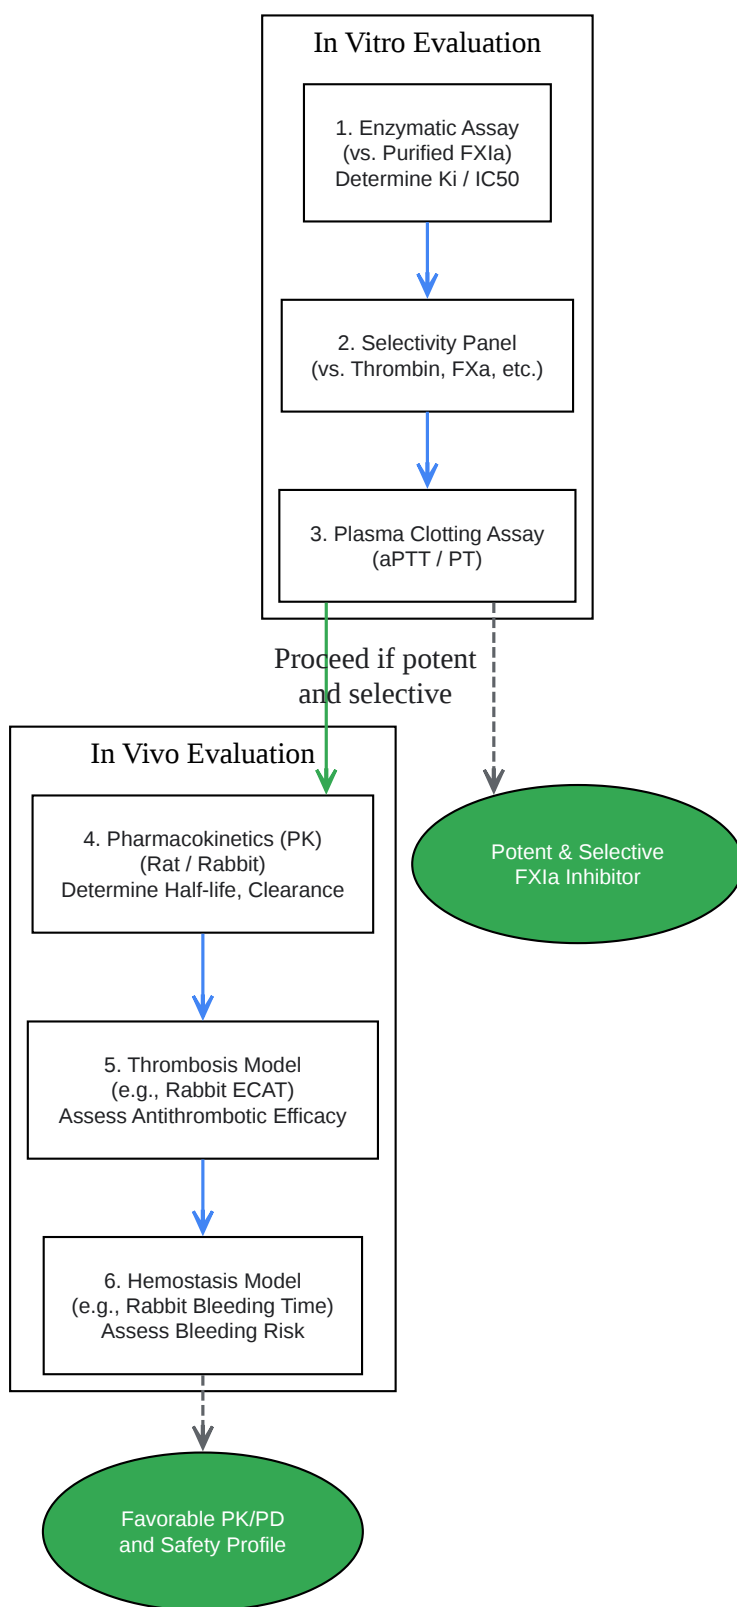 In Vitro Evaluation
1. Enzymatic Assay
(vs. Purified FXIa)
Determine Ki / IC50
2. Selectivity Panel
(vs. Thrombin, FXa, etc.)
3. Plasma Clotting Assay
(aPTT / PT)
Proceed if potent
and selective
In Vivo Evaluation
4. Pharmacokinetics (PK)
(Rat / Rabbit)
Determine Half-life, Clearance
Potent & Selective
FXIa Inhibitor
5. Thrombosis Model
(e.g., Rabbit ECAT)
Assess Antithrombotic Efficacy
6. Hemostasis Model
(e.g., Rabbit Bleeding Time)
Assess Bleeding Risk
Favorable PK/PD
and Safety Profile